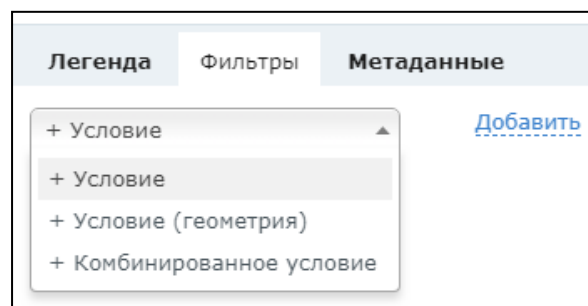 Легенда Фильтры Метаданные
+ Условие Добавить
+ Условие
+ Условие (геометрия)
+ Комбинированное условие